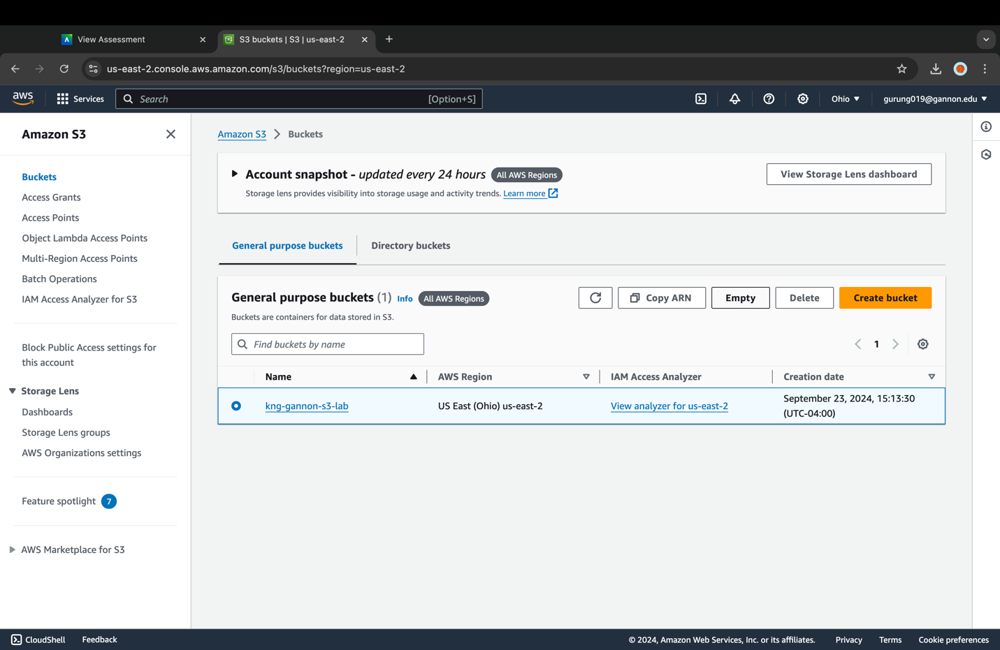 View Assessment
S3 buckets | S3 | us-east-2
us-east-2.console.aws.amazon.com/s3/buckets?region=us-east-2
aws
Services
Search
[Option+S]
Ohio
gurung019@gannon.edu
Amazon S3
Buckets
Access Grants
Access Points
Object Lambda Access Points
Multi-Region Access Points
Batch Operations
IAM Access Analyzer for S3
Block Public Access settings for
this account
Storage Lens
Dashboards
Storage Lens groups
AWS Organizations settings
Feature spotlight 7
AWS Marketplace for S3
Amazon S3 > Buckets
Account snapshot - updated every 24 hours All AWS Regions
Storage lens provides visibility into storage usage and activity trends. Learn more
View Storage Lens dashboard
General purpose buckets
Directory buckets
General purpose buckets (1) Info All AWS Regions
Buckets are containers for data stored in S3.
Copy ARN
Empty
Delete
Create bucket
Find buckets by name
1
Name
AWS Region
IAM Access Analyzer
Creation date
kng-gannon-s3-lab
US East (Ohio) us-east-2
View analyzer for us-east-2
September 23, 2024, 15:13:30
(UTC-04:00)
CloudShell
Feedback
© 2024, Amazon Web Services, Inc. or its affiliates.
Privacy
Terms
Cookie preferences